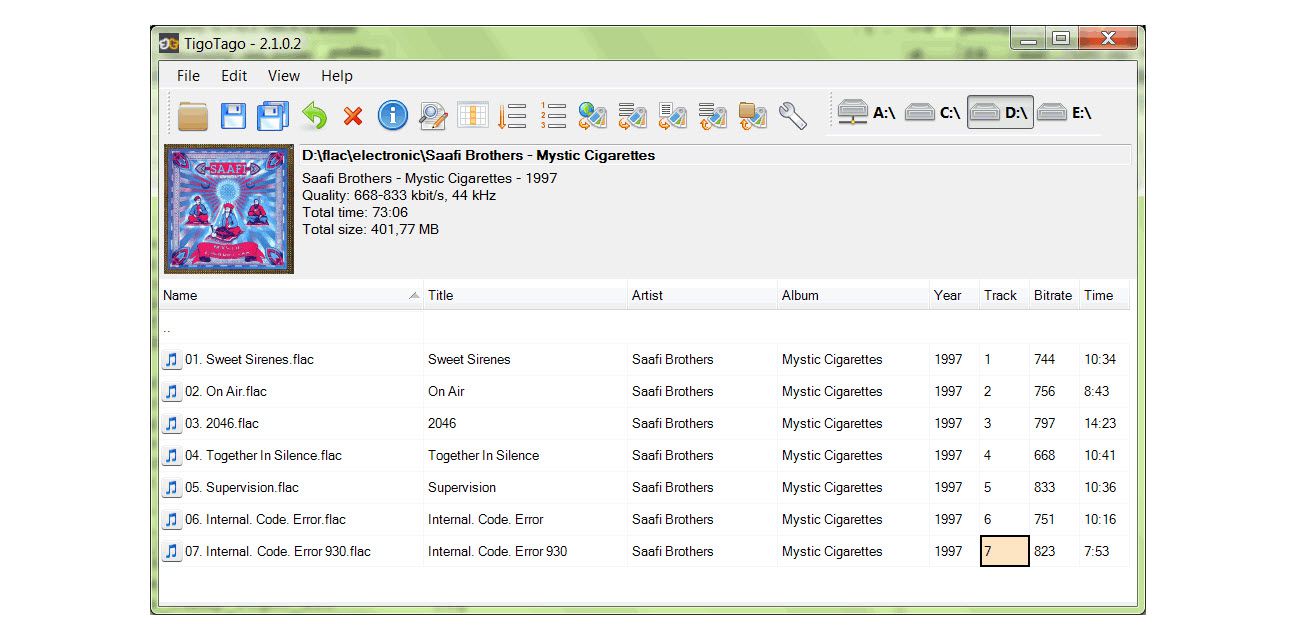 TigoTago - 2.1.0.2
File Edit View Help
A:\ C:\ D:\ E:\
D:\flac\electronic\Saafi Brothers - Mystic Cigarettes
SAAFI
Saafi Brothers - Mystic Cigarettes - 1997
Quality: 668-833 kbit/s, 44 kHz
Total time: 73:06
Total size: 401,77 MB
Name Title Artist Album Year Track Bitrate Time
..
01. Sweet Sirenes.flac Sweet Sirenes Saafi Brothers Mystic Cigarettes 1997 1 744 10:34
02. On Air.flac On Air Saafi Brothers Mystic Cigarettes 1997 2 756 8:43
03. 2046.flac 2046 Saafi Brothers Mystic Cigarettes 1997 3 797 14:23
04. Together In Silence.flac Together In Silence Saafi Brothers Mystic Cigarettes 1997 4 668 10:41
05. Supervision.flac Supervision Saafi Brothers Mystic Cigarettes 1997 5 833 10:36
06. Internal. Code. Error.flac Internal. Code. Error Saafi Brothers Mystic Cigarettes 1997 6 751 10:16
07. Internal. Code. Error 930.flac Internal. Code. Error 930 Saafi Brothers Mystic Cigarettes 1997 7 823 7:53